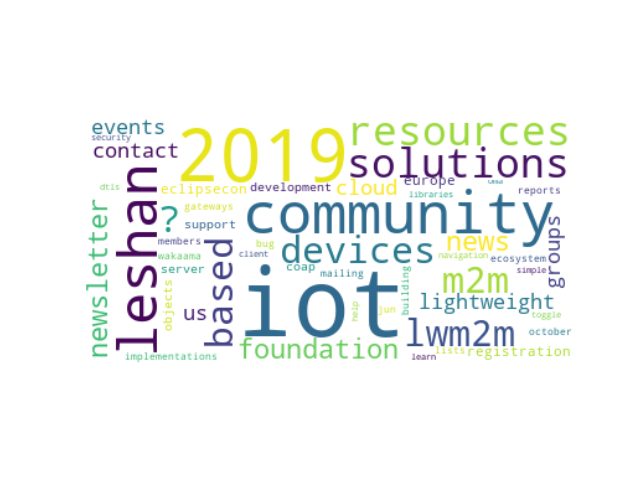 events
security
contact
2019
resources
solutions
dtls
eclipsecon
development
cloud
europe
libraries
oma
reports
newsletter
leshan
gateways
?
support
community
members
wakaama
server
objects
us
based
bug
client
devices
coap
mailing
news
navigation
ecosystem
groups
m2m
simple
iot
building
lightweight
help
jun
toggle
lwm2m
october
implementations
foundation
learn
lists
registration